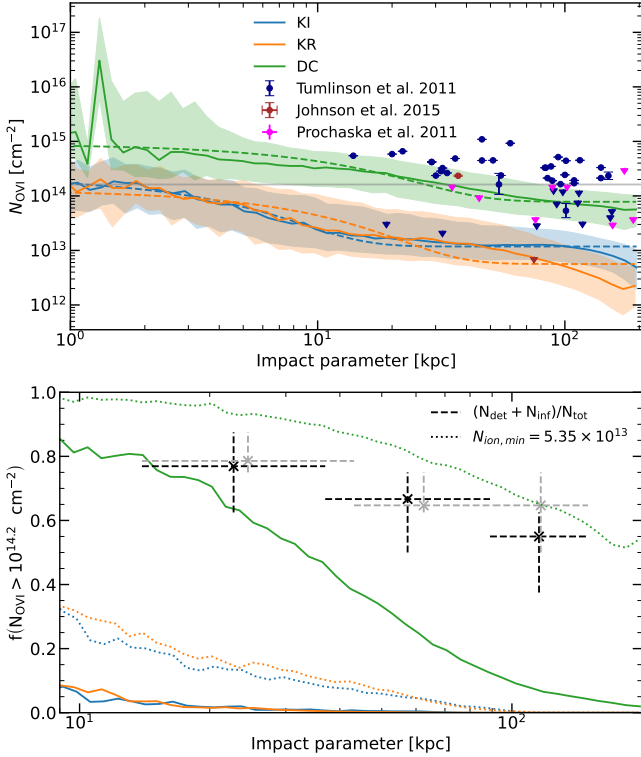 10^17
10^16
10^15
10^14
10^13
10^12
N_OVI [cm^−2]
KI
KR
DC
Tumlinson et al. 2011
Johnson et al. 2015
Prochaska et al. 2011
10^0 10^1 10^2
Impact parameter [kpc]
1.0
0.8
0.6
0.4
0.2
0.0
f(N_OVI > 10^14.2 cm^−2)
(N_det + N_inf)/N_tot
N_ion, min = 5.35 × 10^13
10^1 10^2
Impact parameter [kpc]